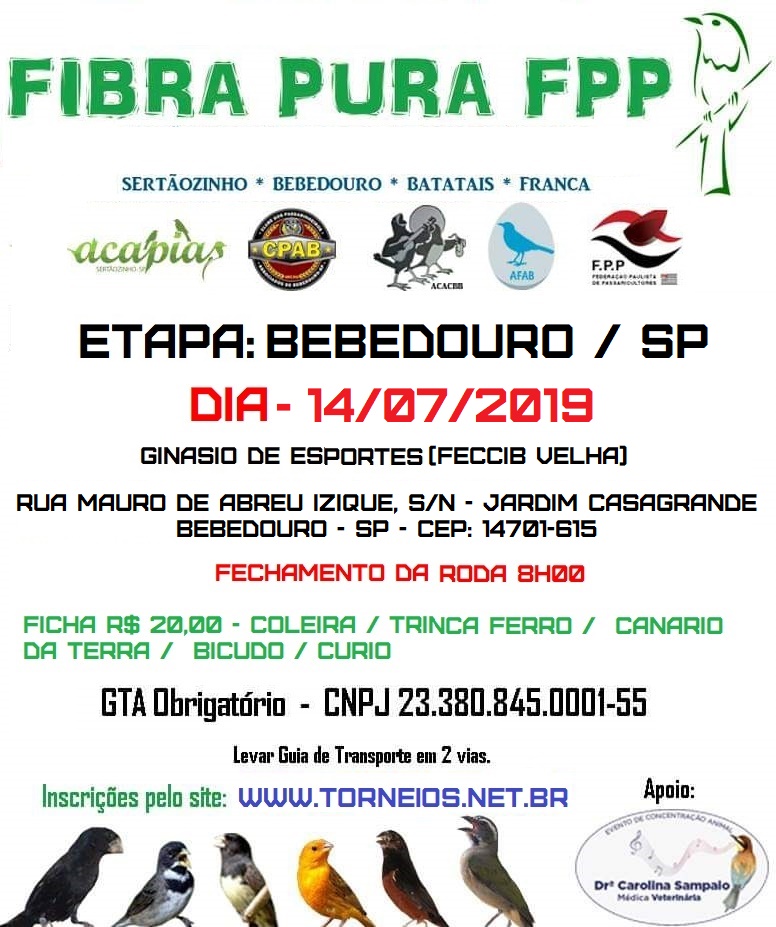 FIBRA PURA FPP
SERTÃOZINHO * BEBEDOURO * BATATAIS * FRANCA
acapias
SERTÃOZINHO-SP
CPAB
ACACBB
AFAB
F.P.P
FEDERAÇÃO PAULISTA
DE PASSARICULTORES
ETAPA: BEBEDOURO / SP
DIA - 14/07/2019
GINASIO DE ESPORTES (FECCIB VELHA)
RUA MAURO DE ABREU IZIQUE, S/N - JARDIM CASAGRANDE
BEBEDOURO - SP - CEP: 14701-615
FECHAMENTO DA RODA 8H00
FICHA R$ 20,00 - COLEIRA / TRINCA FERRO / CANARIO
DA TERRA / BICUDO / CURIO
GTA Obrigatório - CNPJ 23.380.845.0001-55
Levar Guia de Transporte em 2 vias.
Inscrições pelo site: WWW.TORNEIOS.NET.BR
Apoio:
EVENTO DE CONCENTRAÇÃO ANIMAL
Drª Carolina Sampaio
Médica Veterinária